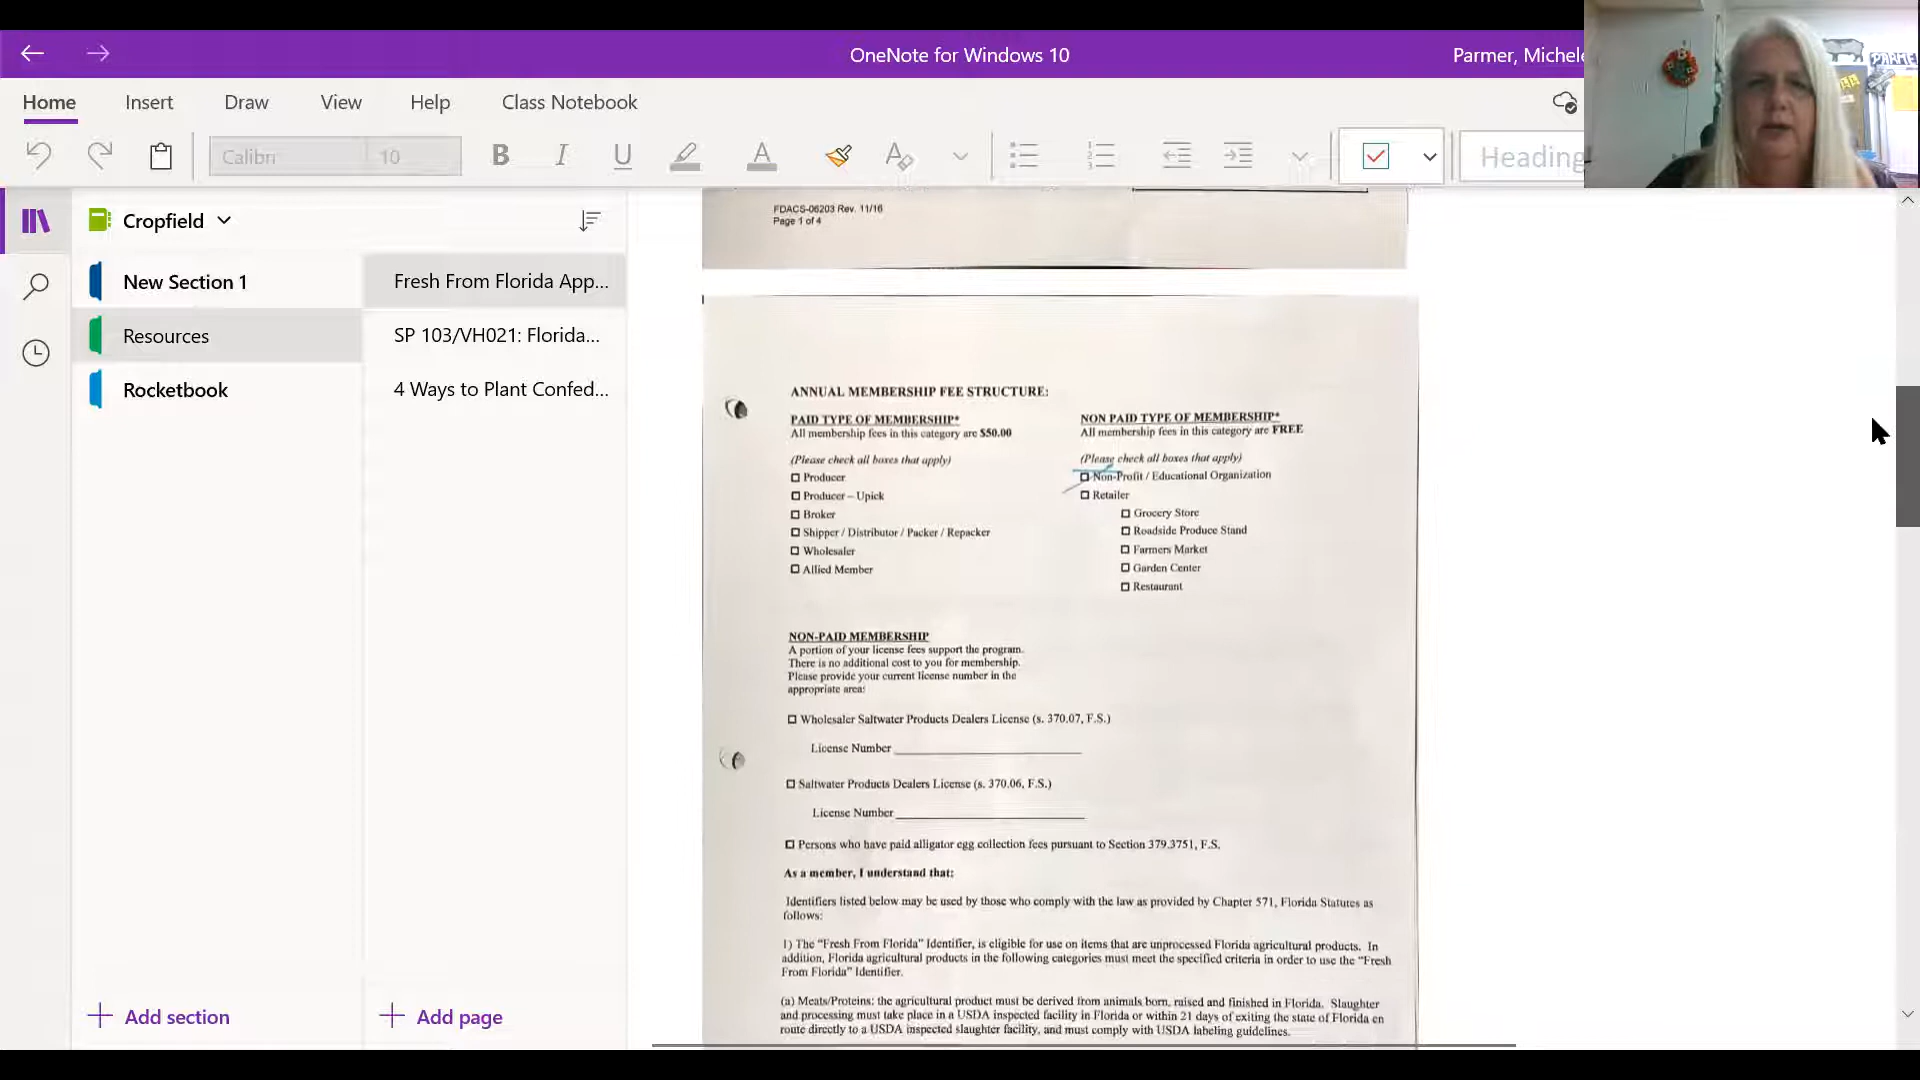 OneNote for Windows 10
Parmer, Michele
Home
Insert
Draw
View
Help
Class Notebook
Calibri
10
B
I
U
A
A
Heading
Cropfield
New Section 1
Resources
Rocketbook
Fresh From Florida App...
SP 103/VH021: Florida...
4 Ways to Plant Confed...
Add section
Add page
FDACS-06203 Rev. 11/16
Page 1 of 4
ANNUAL MEMBERSHIP FEE STRUCTURE:
PAID TYPE OF MEMBERSHIP*
All membership fees in this category are $50.00
(Please check all boxes that apply)
Producer
Producer – Upick
Broker
Shipper / Distributor / Packer / Repacker
Wholesaler
Allied Member
NON PAID TYPE OF MEMBERSHIP*
All membership fees in this category are FREE
(Please check all boxes that apply)
Non-Profit / Educational Organization
Retailer
Grocery Store
Roadside Produce Stand
Farmers Market
Garden Center
Restaurant
NON-PAID MEMBERSHIP
A portion of your license fees support the program.
There is no additional cost to you for membership.
Please provide your current license number in the
appropriate area:
Wholesaler Saltwater Products Dealers License (s. 370.07, F.S.)
License Number
Saltwater Products Dealers License (s. 370.06, F.S.)
License Number
Persons who have paid alligator egg collection fees pursuant to Section 379.3751, F.S.
As a member, I understand that:
Identifiers listed below may be used by those who comply with the law as provided by Chapter 571, Florida Statutes as
follows:
1) The “Fresh From Florida” Identifier, is eligible for use on items that are unprocessed Florida agricultural products. In
addition, Florida agricultural products in the following categories must meet the specified criteria in order to use the “Fresh
From Florida” Identifier.
(a) Meats/Proteins: the agricultural product must be derived from animals born, raised and finished in Florida. Slaughter
and processing must take place in a USDA inspected facility in Florida or within 21 days of exiting the state of Florida en
route directly to a USDA inspected slaughter facility, and must comply with USDA labeling guidelines.